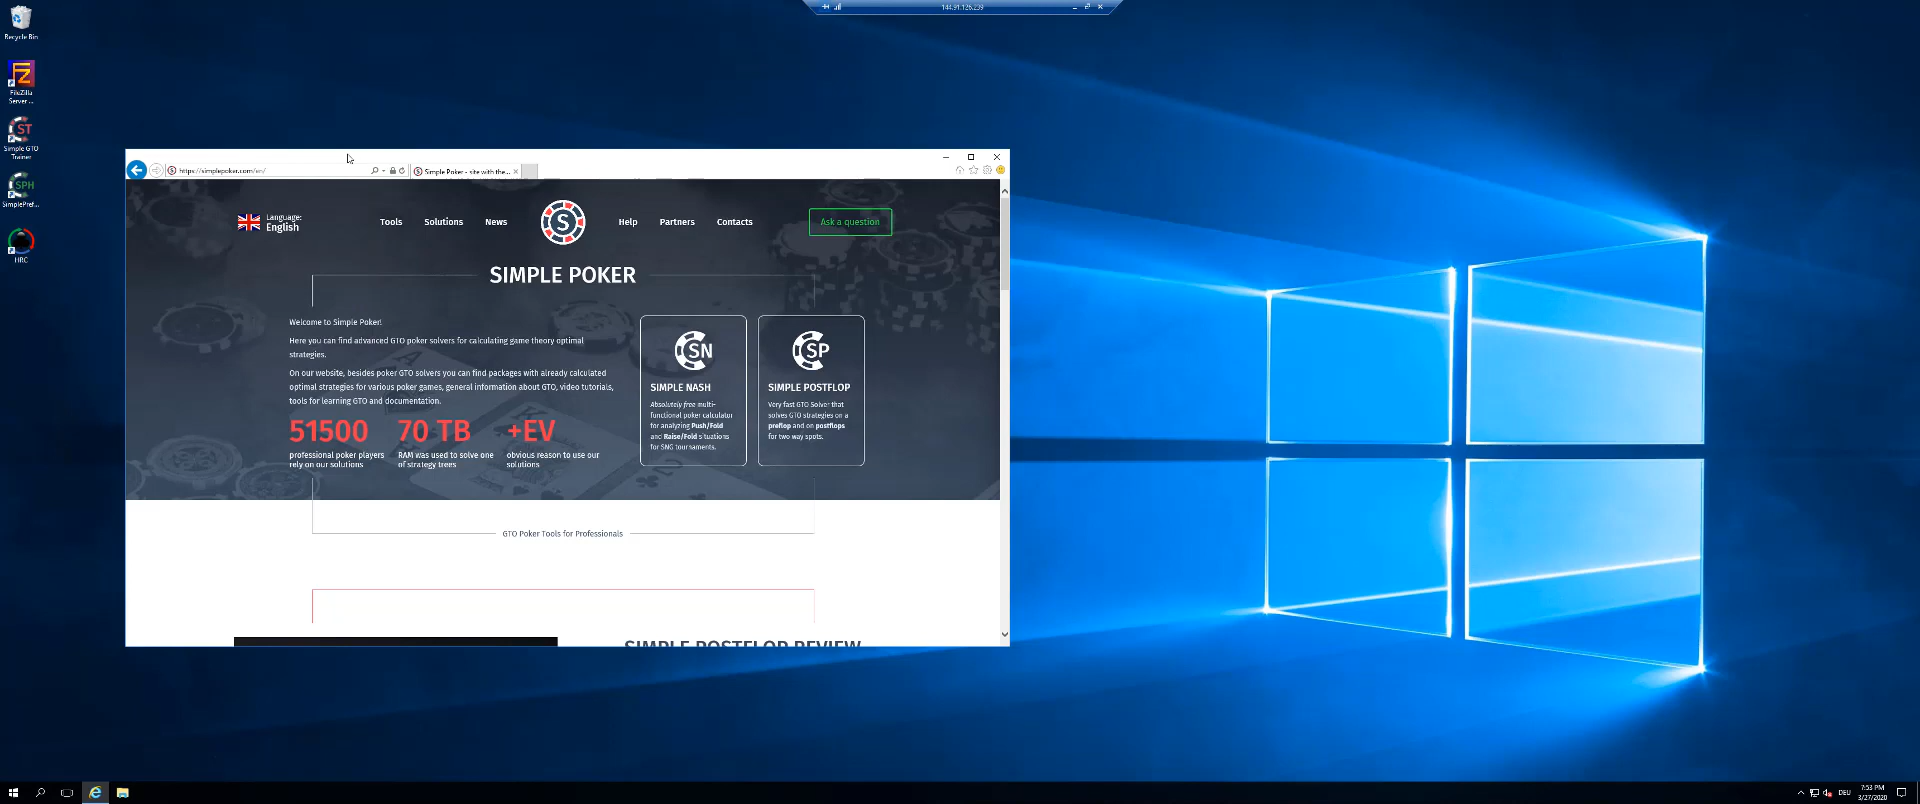 144.91.126.239
Recycle Bin
FileZilla
Server ...
ST
Simple GTO
Trainer
SPH
SimplePref...
HRC
https://simplepoker.com/en/
Simple Poker - site with the...
Language:
English
Tools
Solutions
News
S
Help
Partners
Contacts
Ask a question
SIMPLE POKER
Welcome to Simple Poker!
Here you can find advanced GTO poker solvers for calculating game theory optimal
strategies.
On our website, besides poker GTO solvers you can find packages with already calculated
optimal strategies for various poker games, general information about GTO, video tutorials,
tools for learning GTO and documentation.
51500
professional poker players
rely on our solutions
70 TB
RAM was used to solve one
of strategy trees
+EV
obvious reason to use our
solutions
SN
SIMPLE NASH
Absolutely free multi-
functional poker calculator
for analyzing Push/Fold
and Raise/Fold situations
for SNG tournaments.
SP
SIMPLE POSTFLOP
Very fast GTO Solver that
solves GTO strategies on a
preflop and on postflops
for two way spots.
GTO Poker Tools for Professionals
SIMPLE POSTFLOP REVIEW
DEU
7:53 PM
3/27/2020